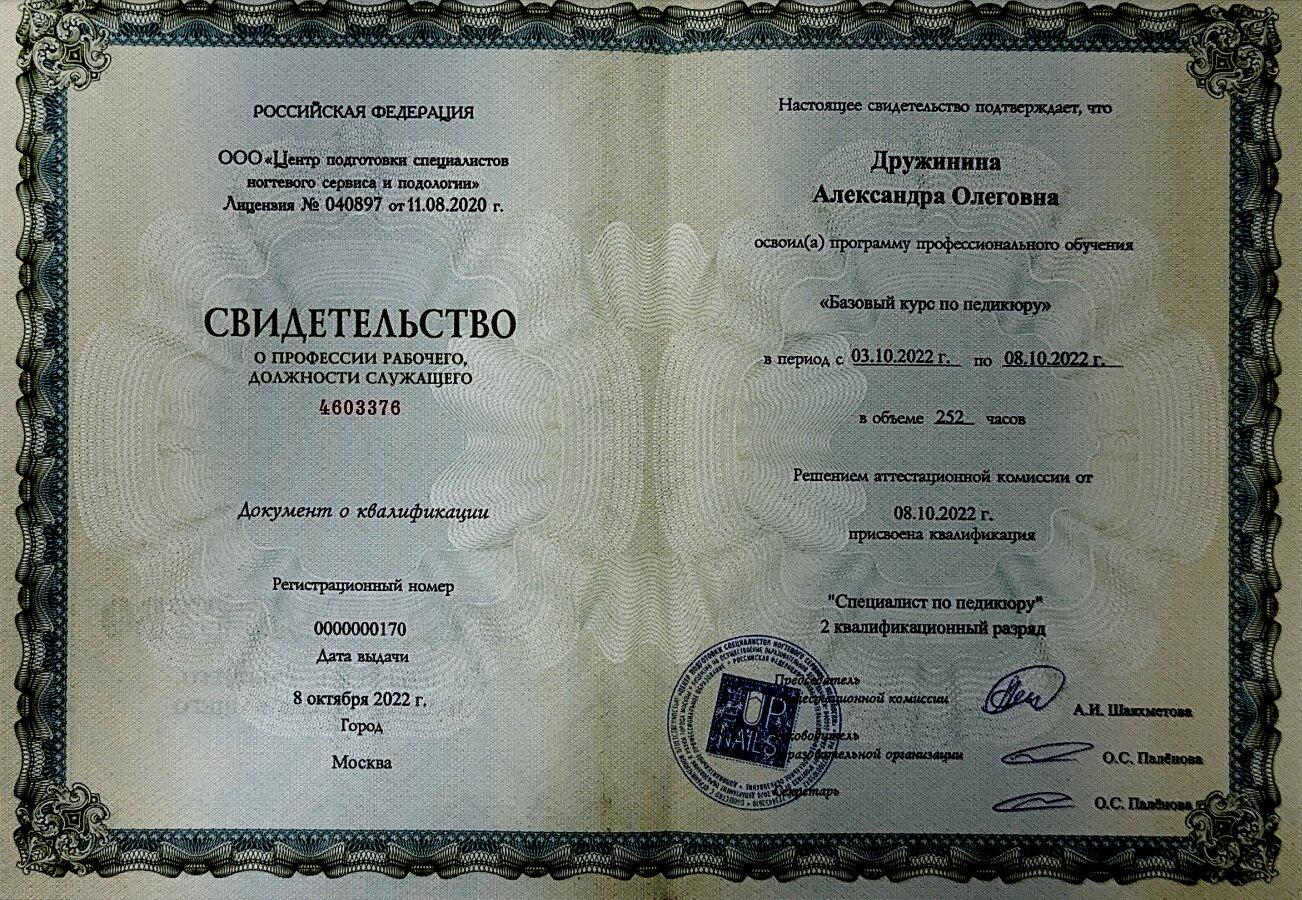 РОССИЙСКАЯ ФЕДЕРАЦИЯ
ООО «Центр подготовки специалистов
ногтевого сервиса и подологии»
Лицензия № 040897 от 11.08.2020 г.
СВИДЕТЕЛЬСТВО
О ПРОФЕССИИ РАБОЧЕГО,
ДОЛЖНОСТИ СЛУЖАЩЕГО
4603376
Документ о квалификации
Регистрационный номер
0000000170
Дата выдачи
8 октября 2022 г.
Город
Москва
Настоящее свидетельство подтверждает, что
Дружинина
Александра Олеговна
освоил(а) программу профессионального обучения
«Базовый курс по педикюру»
в период с 03.10.2022 г. по 08.10.2022 г.
в объеме 252 часов
Решением аттестационной комиссии от
08.10.2022 г.
присвоена квалификация
"Специалист по педикюру"
2 квалификационный разряд
Председатель
аттестационной комиссии
А.И. Шаяхметова
Руководитель
образовательной организации
О.С. Палёнова
Секретарь
О.С. Палёнова
NAILS